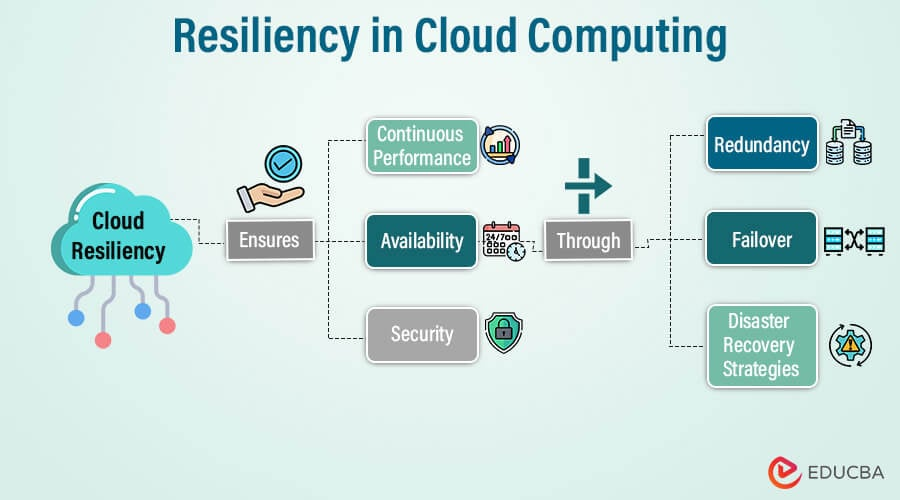 Resiliency in Cloud Computing
Cloud
Resiliency
Ensures
Continuous
Performance
Availability
24/7
Security
Through
Redundancy
Failover
Disaster
Recovery
Strategies
EDUCBA